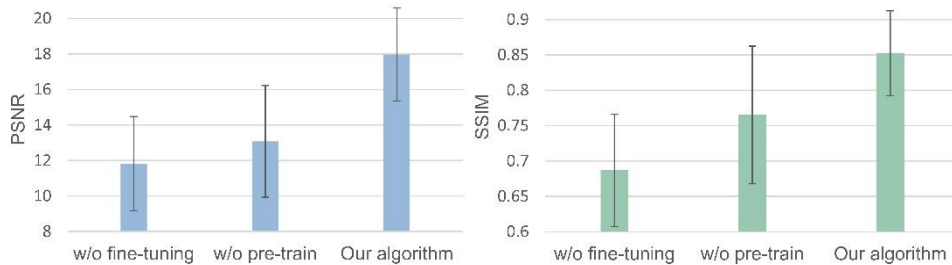 PSNR
20
18
16
14
12
10
8
w/o fine-tuning
w/o pre-train
Our algorithm
SSIM
0.9
0.85
0.8
0.75
0.7
0.65
0.6
w/o fine-tuning
w/o pre-train
Our algorithm